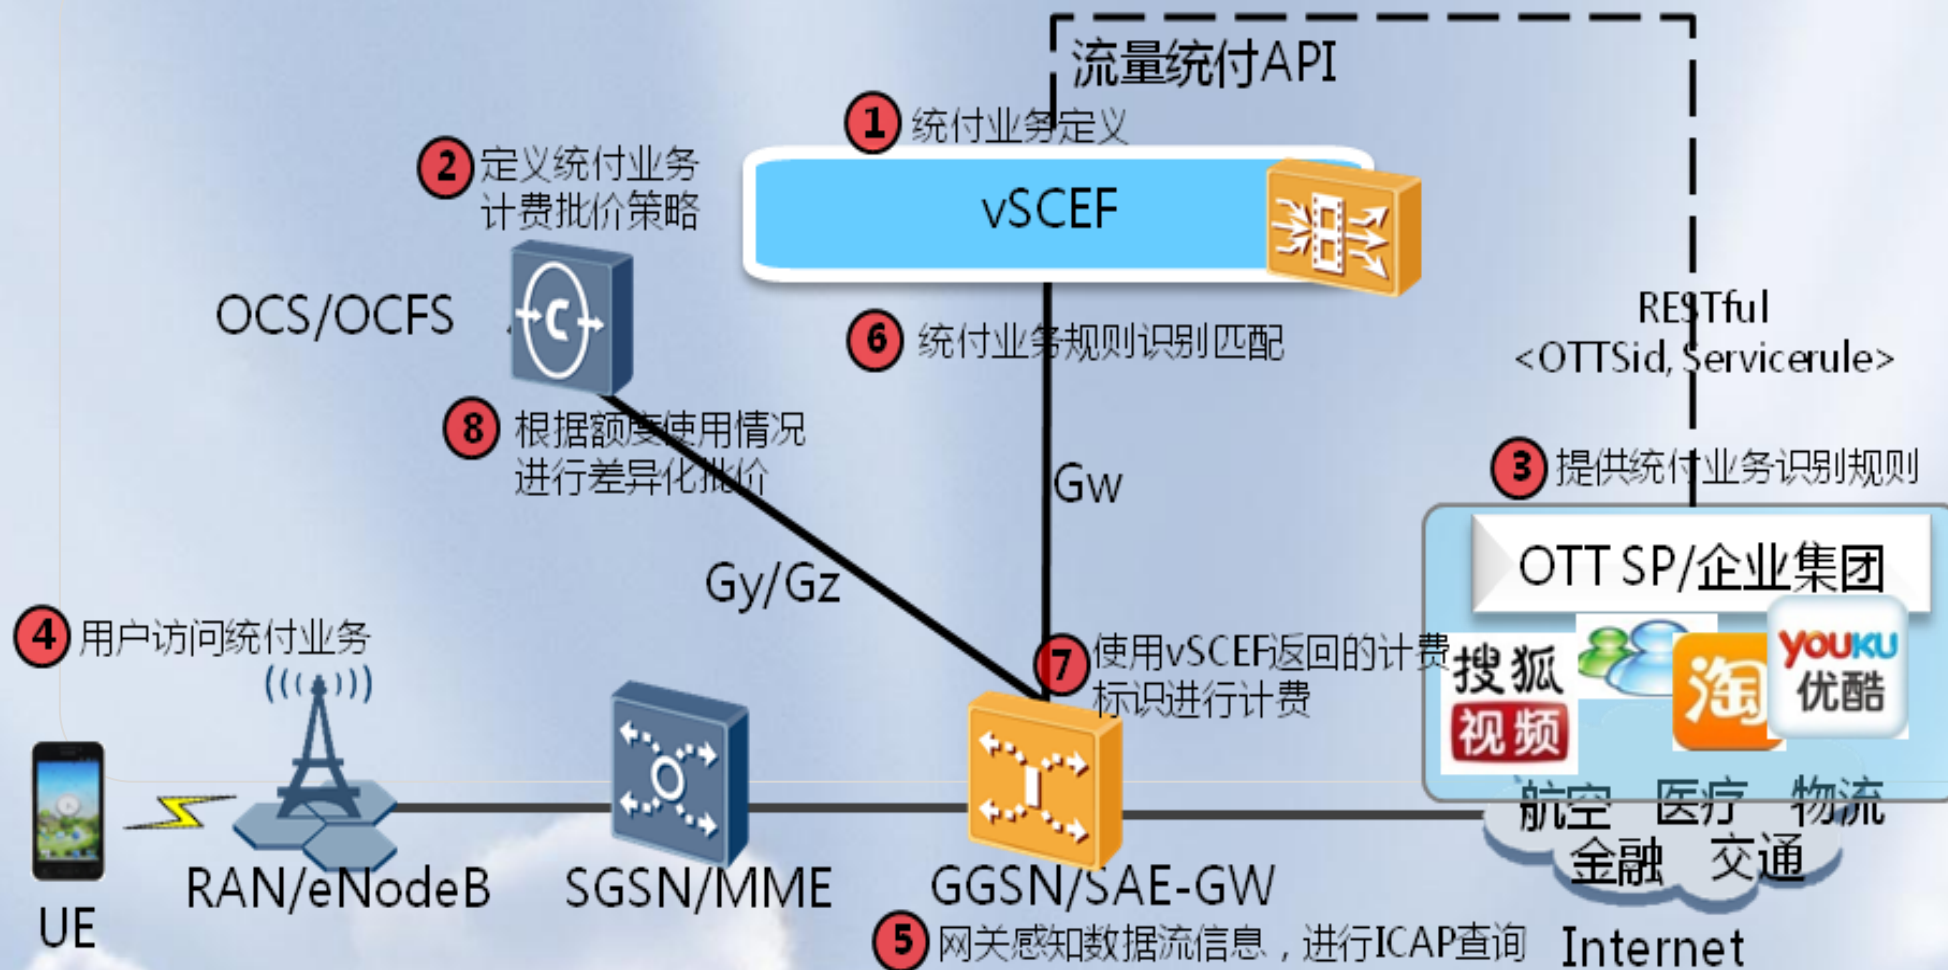 流量统付API
1 统付业务定义
2 定义统付业务
计费批价策略
vSCEF
OCS/OCFS
C
RESTful
<OTTSid, Servicerule>
6 统付业务规则识别匹配
8 根据额度使用情况
进行差异化批价
3 提供统付业务识别规则
Gw
OTT SP/企业集团
Gy/Gz
4 用户访问统付业务
7 使用vSCEF返回的计费
标识进行计费
搜狐
视频
淘
YOUKU
优酷
航空 医疗 物流
金融 交通
UE
RAN/eNodeB
SGSN/MME
GGSN/SAE-GW
5 网关感知数据流信息，进行ICAP查询
Internet